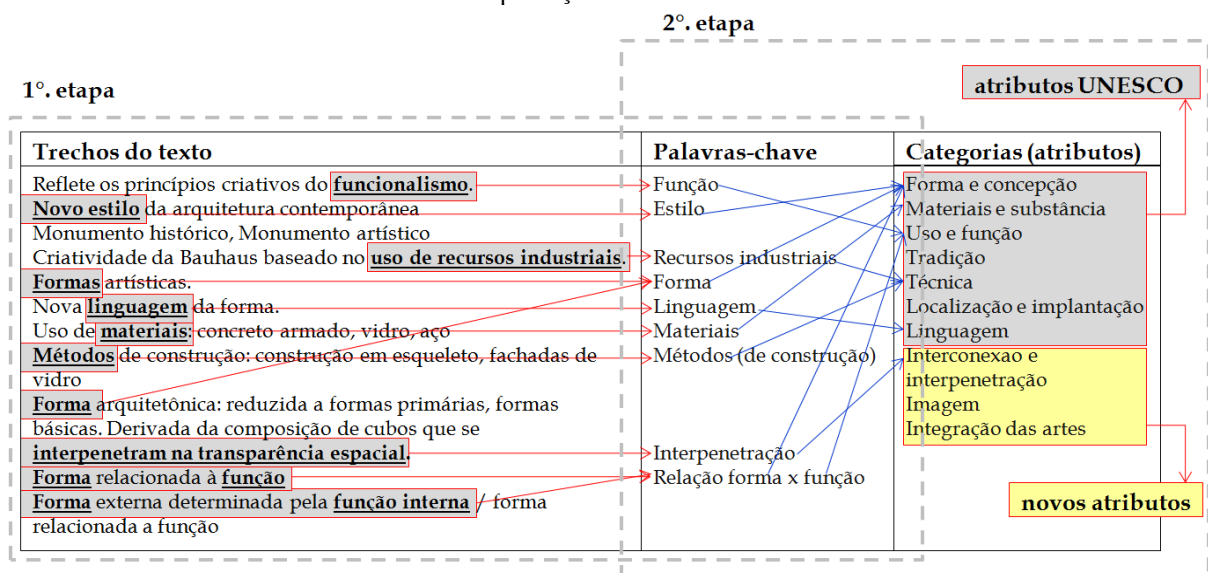 2°. etapa
1°. etapa
atributos UNESCO
Trechos do texto
Reflete os princípios criativos do funcionalismo.
Novo estilo da arquitetura contemporânea
Monumento histórico, Monumento artístico
Criatividade da Bauhaus baseado no uso de recursos industriais.
Formas artísticas.
Nova linguagem da forma.
Uso de materiais: concreto armado, vidro, aço
Métodos de construção: construção em esqueleto, fachadas de
vidro
Forma arquitetônica: reduzida a formas primárias, formas
básicas. Derivada da composição de cubos que se
interpenetram na transparência espacial.
Forma relacionada à função
Forma externa determinada pela função interna / forma
relacionada a função
Palavras-chave
Função
Estilo
Recursos industriais
Forma
Linguagem
Materiais
Métodos (de construção)
Interpenetração
Relação forma x função
Categorias (atributos)
Forma e concepção
Materiais e substância
Uso e função
Tradição
Técnica
Localização e implantação
Linguagem
Interconexao e
interpenetração
Imagem
Integração das artes
novos atributos